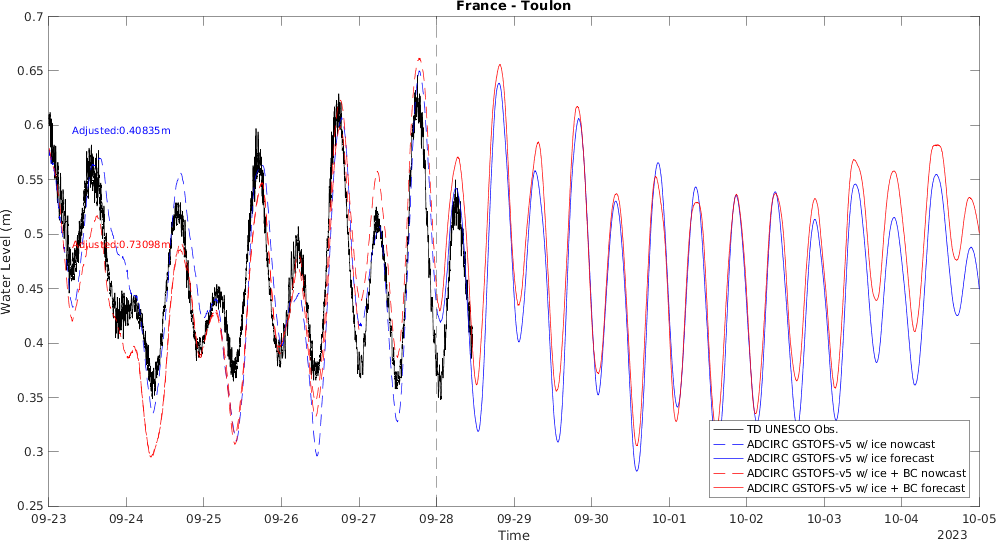 France - Toulon
0.7
0.65
0.6
0.55
0.5
0.45
0.4
0.35
0.3
0.25
Water Level (m)
Adjusted:0.40835m
Adjusted:0.73098m
TD UNESCO Obs.
ADCIRC GSTOFS-v5 w/ ice nowcast
ADCIRC GSTOFS-v5 w/ ice forecast
ADCIRC GSTOFS-v5 w/ ice + BC nowcast
ADCIRC GSTOFS-v5 w/ ice + BC forecast
09-23 09-24 09-25 09-26 09-27 09-28 09-29 09-30 10-01 10-02 10-03 10-04 10-05
Time
2023